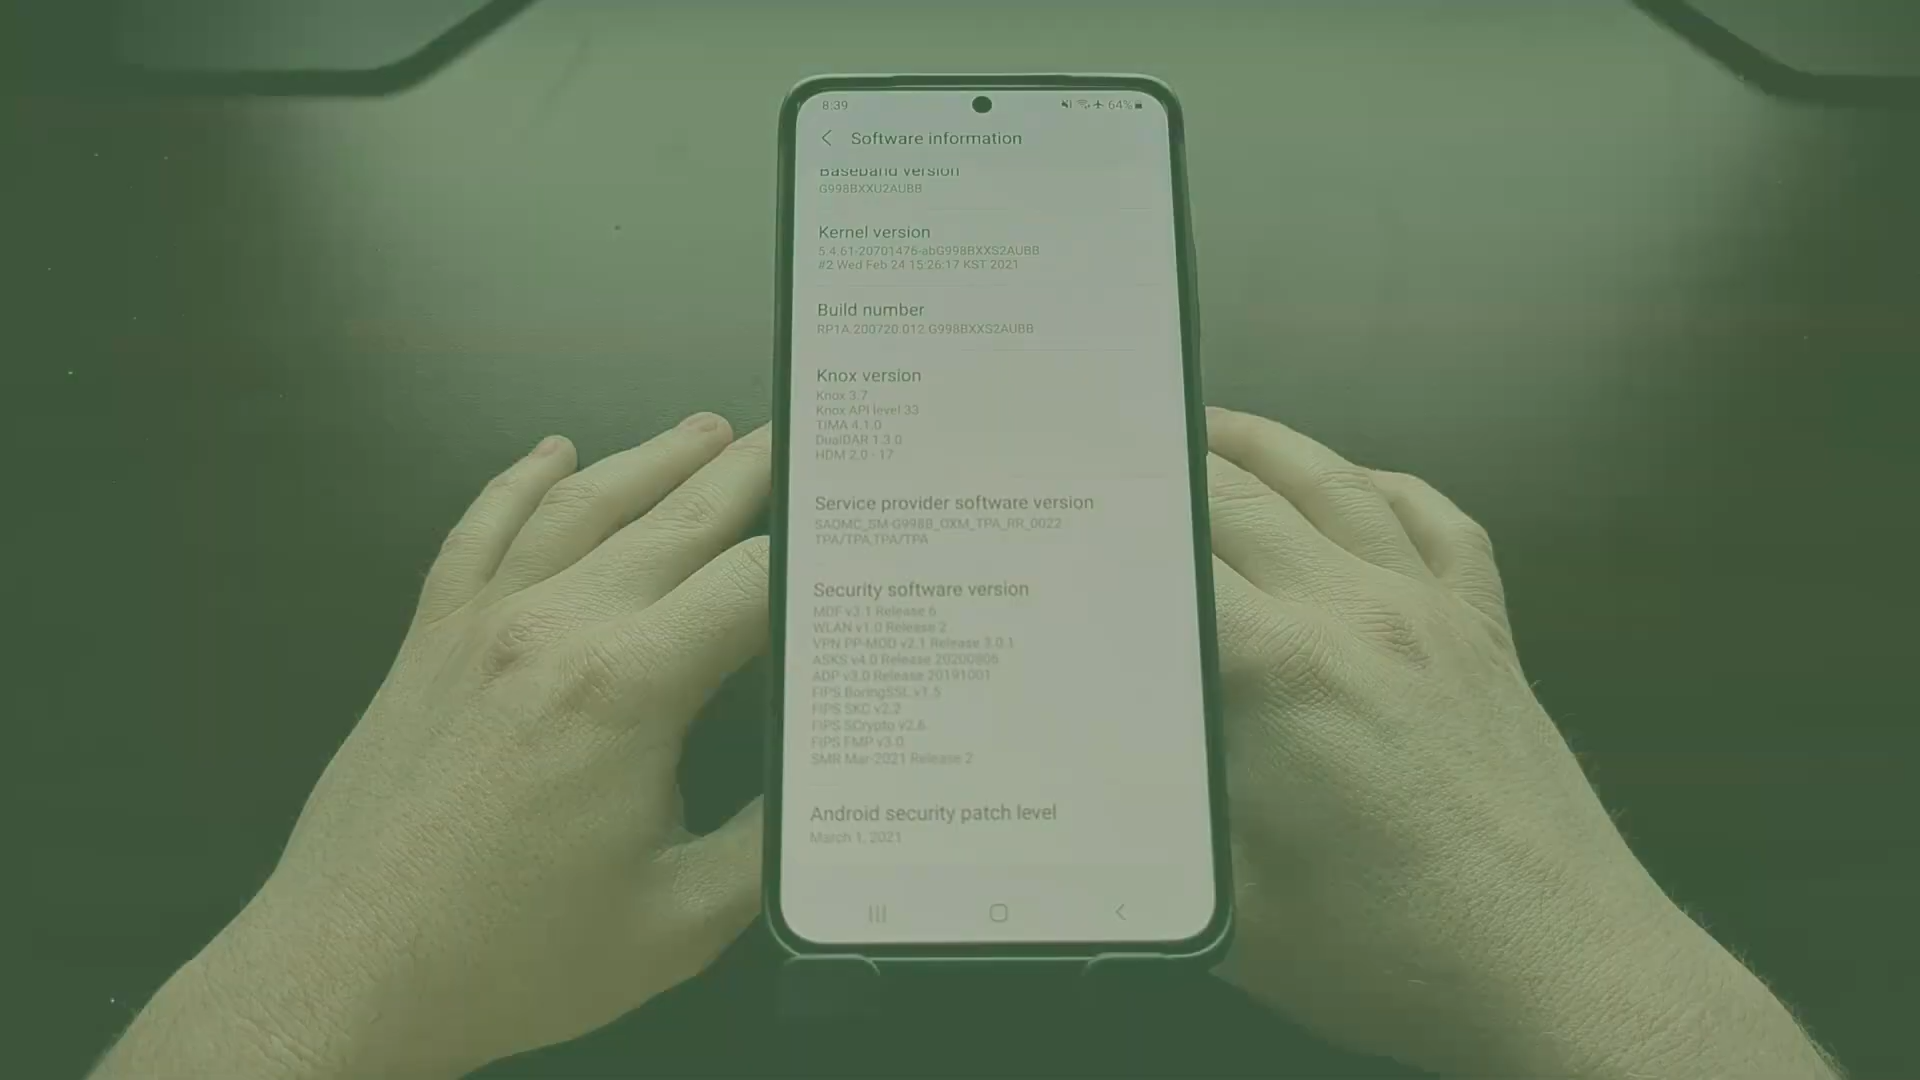 8:39
64%
Software information
Baseband version
G998BXXU2AUBB
Kernel version
5.4.61-20701476-abG998BXXS2AUBB
#2 Wed Feb 24 15:26:17 KST 2021
Build number
RP1A.200720.012.G998BXXS2AUBB
Knox version
Knox 3.7
Knox API level 33
TIMA 4.1.0
DualDAR 1.3.0
HDM 2.0 - 17
Service provider software version
SAOMC_SM-G998B_OXM_TPA_RR_0022
TPA/TPA,TPA/TPA
Security software version
MDF v3.1 Release 6
WLAN v1.0 Release 2
VPN PP-MOD v2.1 Release 3.0.1
ASKS v4.0 Release 20200806
ADP v3.0 Release 20191001
FIPS BoringSSL v1.5
FIPS SKC v2.2
FIPS SCrypto v2.6
FIPS FMP v3.0
SMR Mar-2021 Release 2
Android security patch level
March 1, 2021